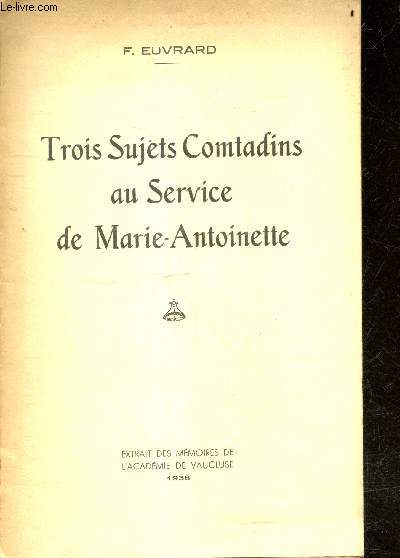 Le-livre.com
F. EUVRARD
Trois Sujets Comtadins
au Service
de Marie-Antoinette
EXTRAIT DES MÉMOIRES DE
L'ACADÉMIE DE VAUCLUSE
1938